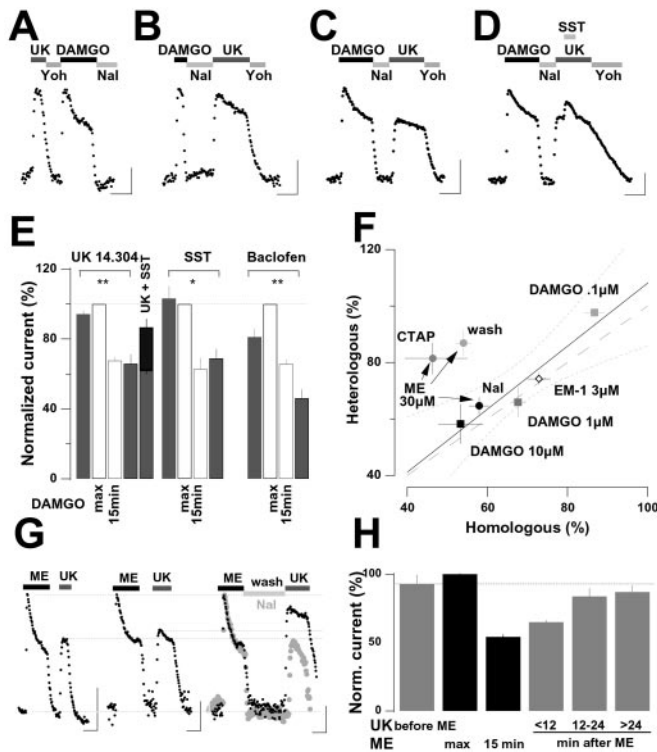 A B C D
SST
UK DAMGO DAMGO UK DAMGO UK DAMGO UK
Yoh Nal Nal Yoh Nal Yoh Nal Yoh
E
Normalized current (%)
120
80
40
0
UK 14.304 SST Baclofen
** * **
UK + SST
DAMGO max 15min max 15min max 15min
F
Heterologous (%)
120
80
40
DAMGO .1µM
CTAP wash
ME 30µM Nal
EM-1 3µM
DAMGO 1µM
DAMGO 10µM
40 60 80 100
Homologous (%)
G
ME UK ME UK ME wash UK
Nal
H
Norm. current (%)
100
50
0
UK before ME <12 12-24 >24
ME max 15 min min after ME